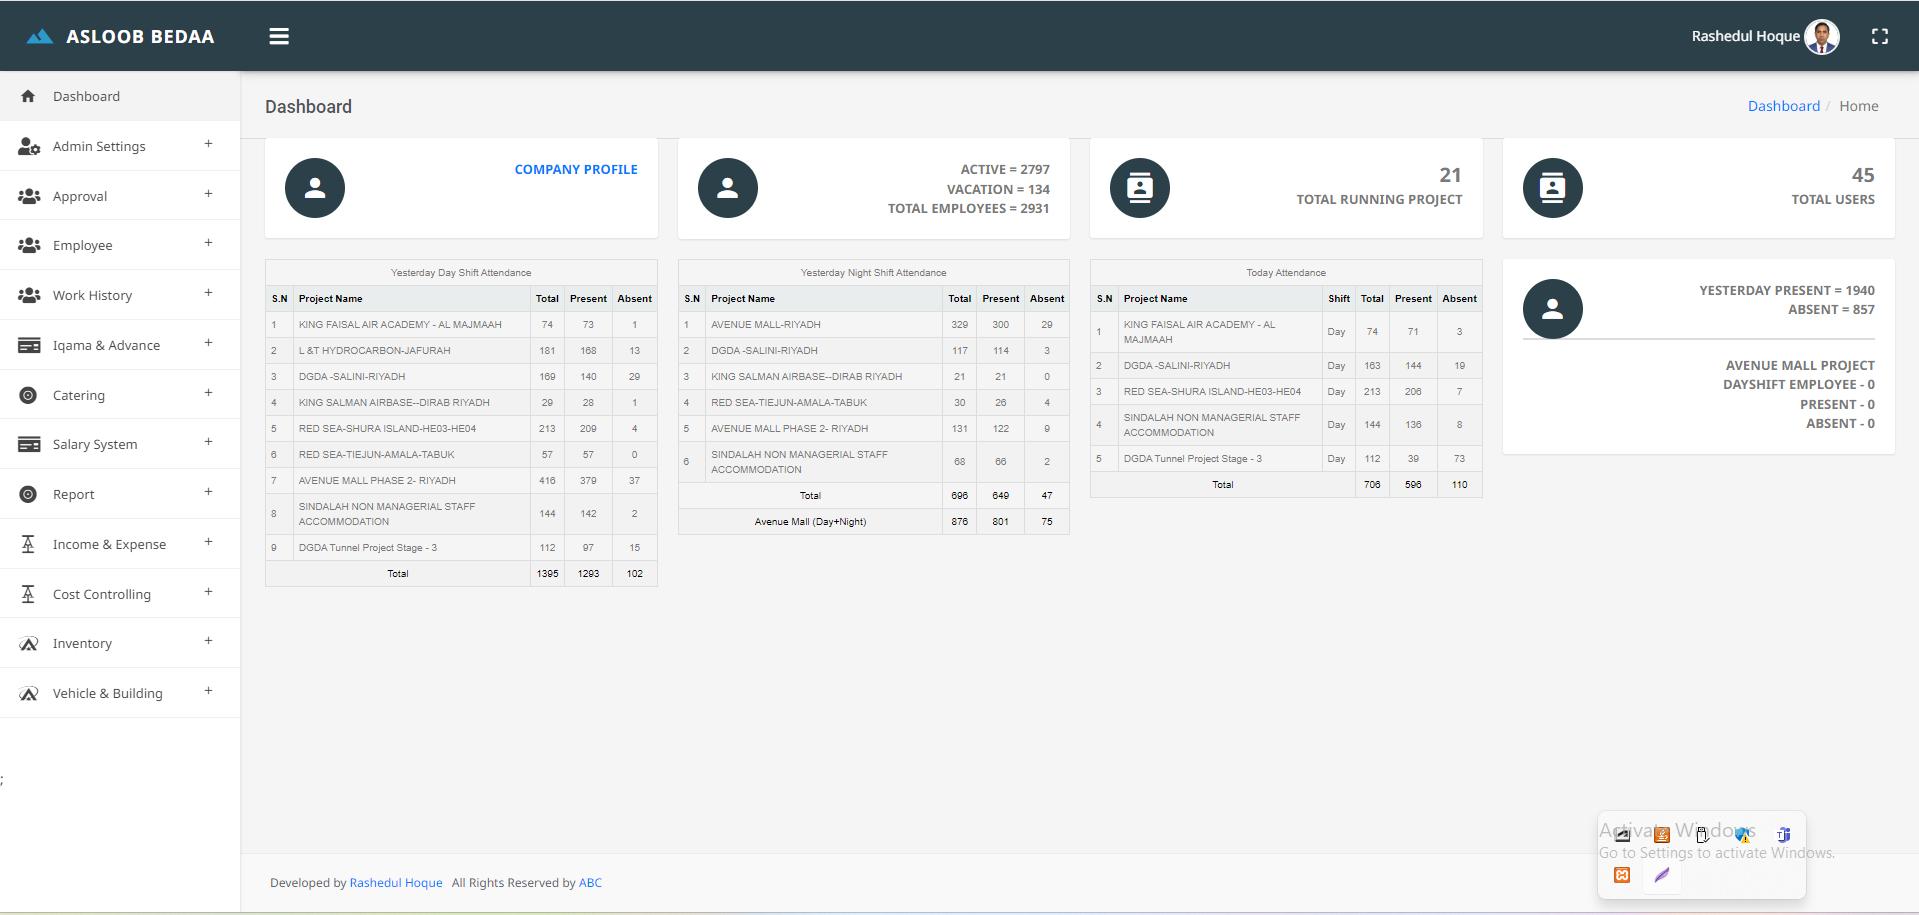 ASLOOB BEDAA
Rashedul Hoque
Dashboard
Admin Settings +
Approval +
Employee +
Work History +
Iqama & Advance +
Catering +
Salary System +
Report +
Income & Expense +
Cost Controlling +
Inventory +
Vehicle & Building +
;
Dashboard
Dashboard / Home
COMPANY PROFILE
ACTIVE = 2797
VACATION = 134
TOTAL EMPLOYEES = 2931
21
TOTAL RUNNING PROJECT
45
TOTAL USERS
Yesterday Day Shift Attendance
S.N Project Name Total Present Absent
1 KING FAISAL AIR ACADEMY - AL MAJMAAH 74 73 1
2 L &T HYDROCARBON-JAFURAH 181 168 13
3 DGDA -SALINI-RIYADH 169 140 29
4 KING SALMAN AIRBASE--DIRAB RIYADH 29 28 1
5 RED SEA-SHURA ISLAND-HE03-HE04 213 209 4
6 RED SEA-TIEJUN-AMALA-TABUK 57 57 0
7 AVENUE MALL PHASE 2- RIYADH 416 379 37
8 SINDALAH NON MANAGERIAL STAFF
ACCOMMODATION 144 142 2
9 DGDA Tunnel Project Stage - 3 112 97 15
Total 1395 1293 102
Yesterday Night Shift Attendance
S.N Project Name Total Present Absent
1 AVENUE MALL-RIYADH 329 300 29
2 DGDA -SALINI-RIYADH 117 114 3
3 KING SALMAN AIRBASE--DIRAB RIYADH 21 21 0
4 RED SEA-TIEJUN-AMALA-TABUK 30 26 4
5 AVENUE MALL PHASE 2- RIYADH 131 122 9
6 SINDALAH NON MANAGERIAL STAFF
ACCOMMODATION 68 66 2
Total 696 649 47
Avenue Mall (Day+Night) 876 801 75
Today Attendance
S.N Project Name Shift Total Present Absent
1 KING FAISAL AIR ACADEMY - AL
MAJMAAH Day 74 71 3
2 DGDA -SALINI-RIYADH Day 163 144 19
3 RED SEA-SHURA ISLAND-HE03-HE04 Day 213 206 7
4 SINDALAH NON MANAGERIAL STAFF
ACCOMMODATION Day 144 136 8
5 DGDA Tunnel Project Stage - 3 Day 112 39 73
Total 706 596 110
YESTERDAY PRESENT = 1940
ABSENT = 857
AVENUE MALL PROJECT
DAYSHIFT EMPLOYEE - 0
PRESENT - 0
ABSENT - 0
Activate Windows
Go to Settings to activate Windows.
Developed by Rashedul Hoque All Rights Reserved by ABC